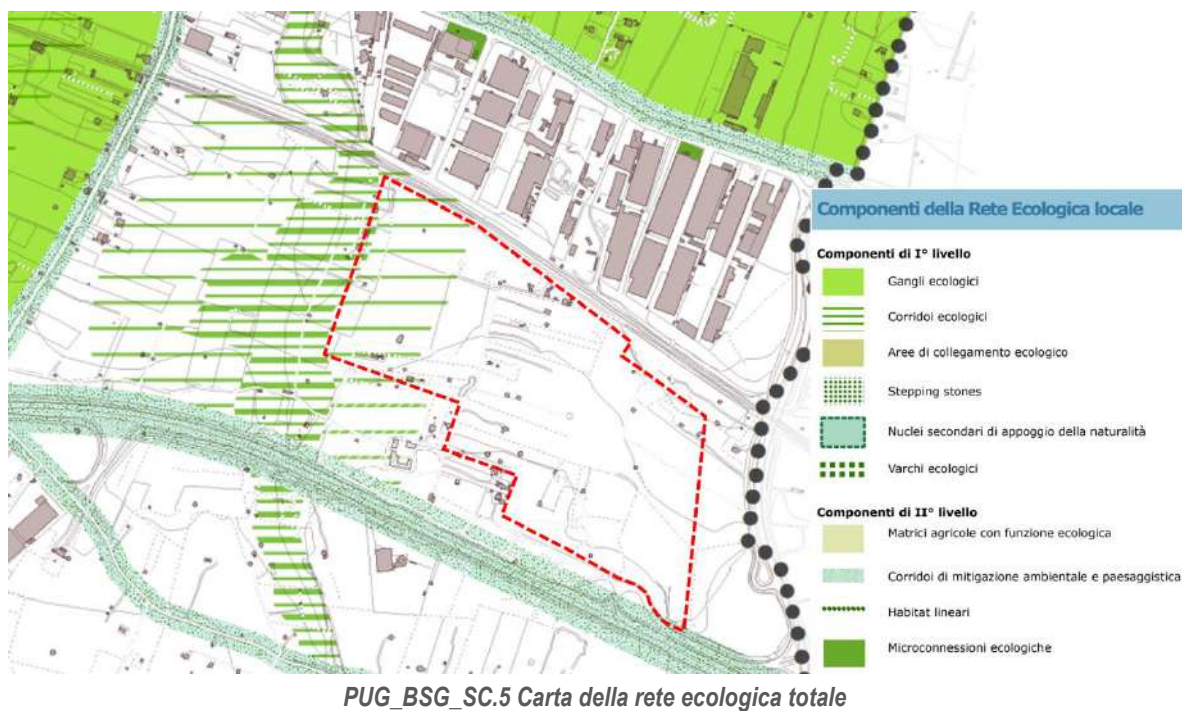 Componenti della Rete Ecologica locale
Componenti di I° livello
Gangli ecologici
Corridoi ecologici
Aree di collegamento ecologico
Stepping stones
Nuclei secondari di appoggio della naturalità
Varchi ecologici
Componenti di II° livello
Matrici agricole con funzione ecologica
Corridoi di mitigazione ambientale e paesaggistica
Habitat lineari
Microconnessioni ecologiche
PUG_BSG_SC.5 Carta della rete ecologica totale